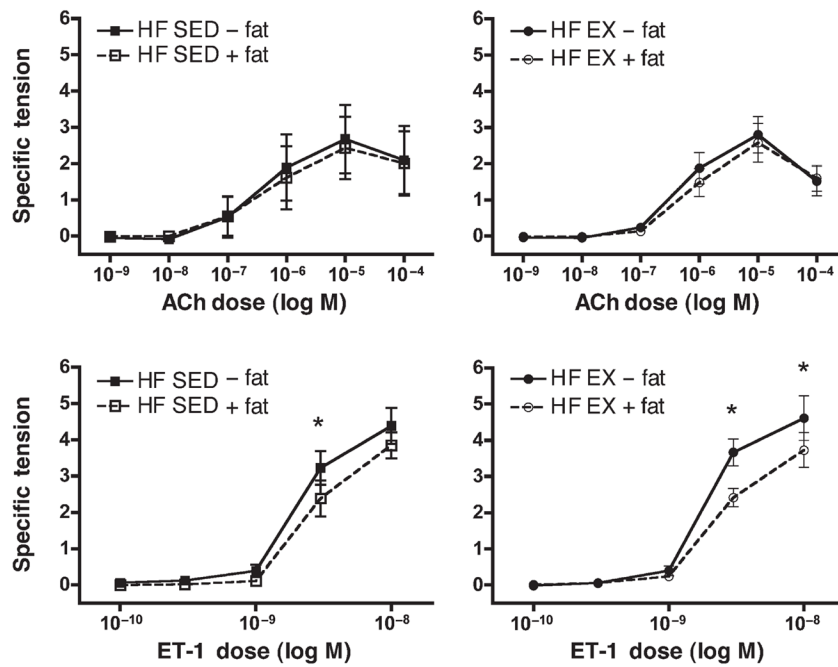 HF SED – fat
HF SED + fat
6
5
4
3
2
1
0
Specific tension
10⁻⁹ 10⁻⁸ 10⁻⁷ 10⁻⁶ 10⁻⁵ 10⁻⁴
ACh dose (log M)
HF EX – fat
HF EX + fat
6
5
4
3
2
1
0
10⁻⁹ 10⁻⁸ 10⁻⁷ 10⁻⁶ 10⁻⁵ 10⁻⁴
ACh dose (log M)
HF SED – fat
HF SED + fat
*
6
5
4
3
2
1
0
Specific tension
10⁻¹⁰ 10⁻⁹ 10⁻⁸
ET-1 dose (log M)
HF EX – fat
HF EX + fat
*
*
6
5
4
3
2
1
0
10⁻¹⁰ 10⁻⁹ 10⁻⁸
ET-1 dose (log M)